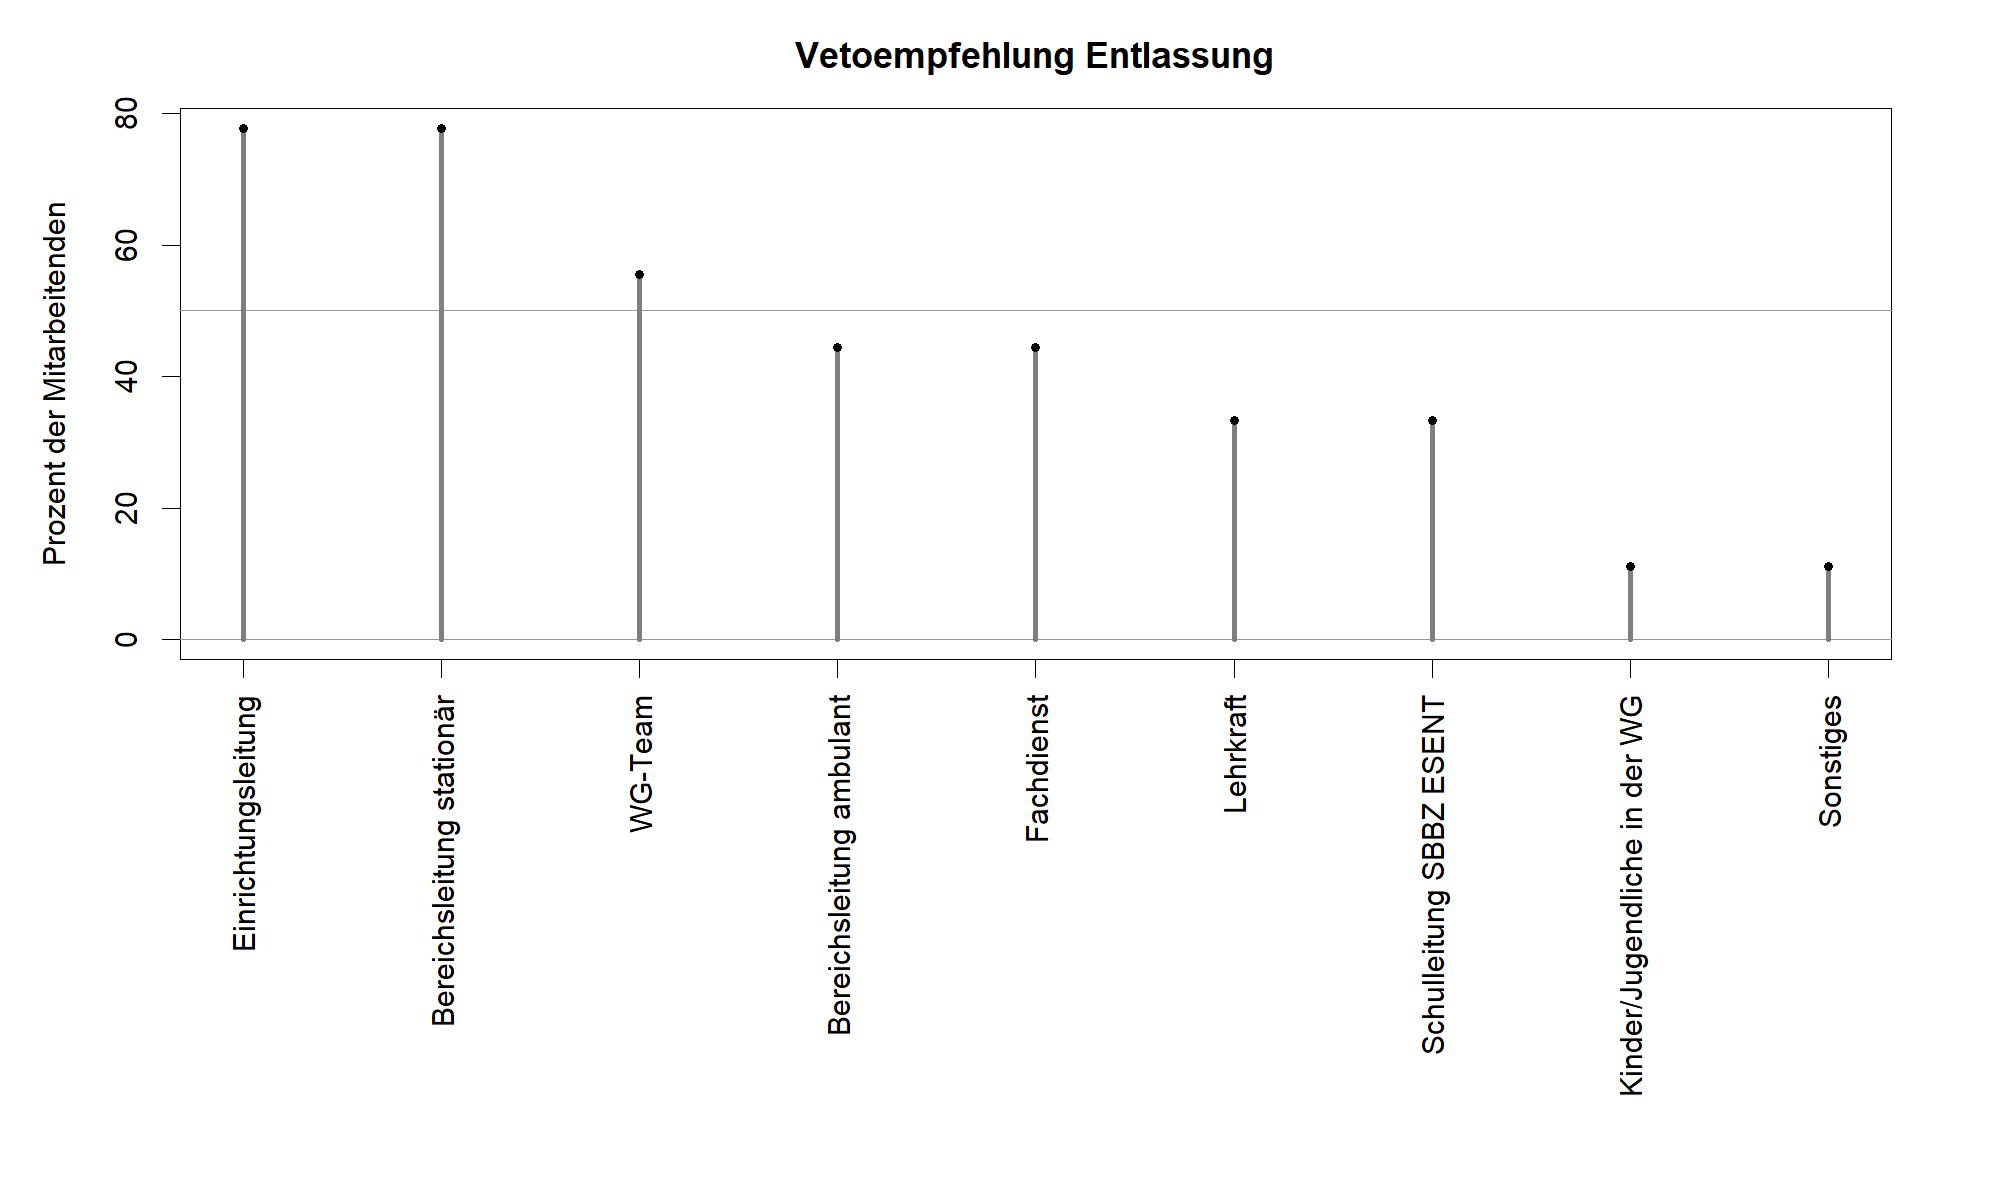 Vetoempfehlung Entlassung
Prozent der Mitarbeitenden
80
60
40
20
0
Einrichtungsleitung
Bereichsleitung stationär
WG-Team
Bereichsleitung ambulant
Fachdienst
Lehrkraft
Schulleitung SBBZ ESENT
Kinder/Jugendliche in der WG
Sonstiges